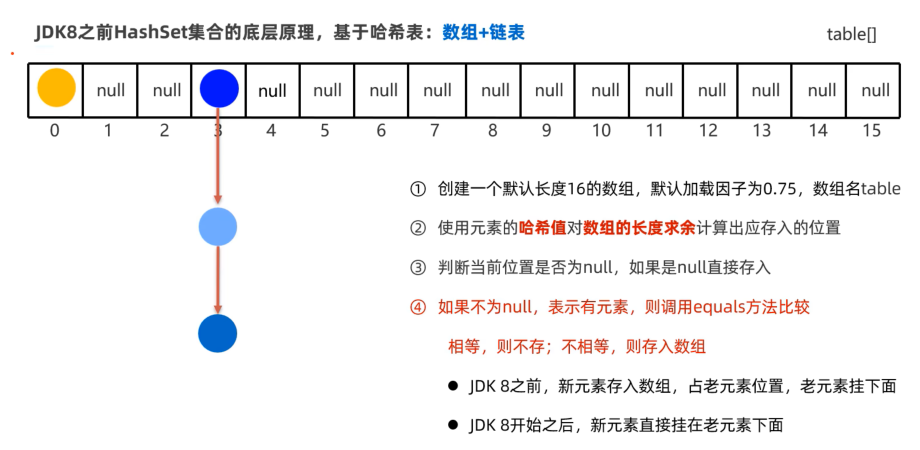 JDK8之前HashSet集合的底层原理，基于哈希表：数组+链表
table[]
null null null null null null null null null null null null null null
0 1 2 3 4 5 6 7 8 9 10 11 12 13 14 15
① 创建一个默认长度16的数组，默认加载因子为0.75，数组名table
② 使用元素的哈希值对数组的长度求余计算出应存入的位置
③ 判断当前位置是否为null，如果是null直接存入
④ 如果不为null，表示有元素，则调用equals方法比较
相等，则不存；不相等，则存入数组
● JDK 8之前，新元素存入数组，占老元素位置，老元素挂下面
● JDK 8开始之后，新元素直接挂在老元素下面